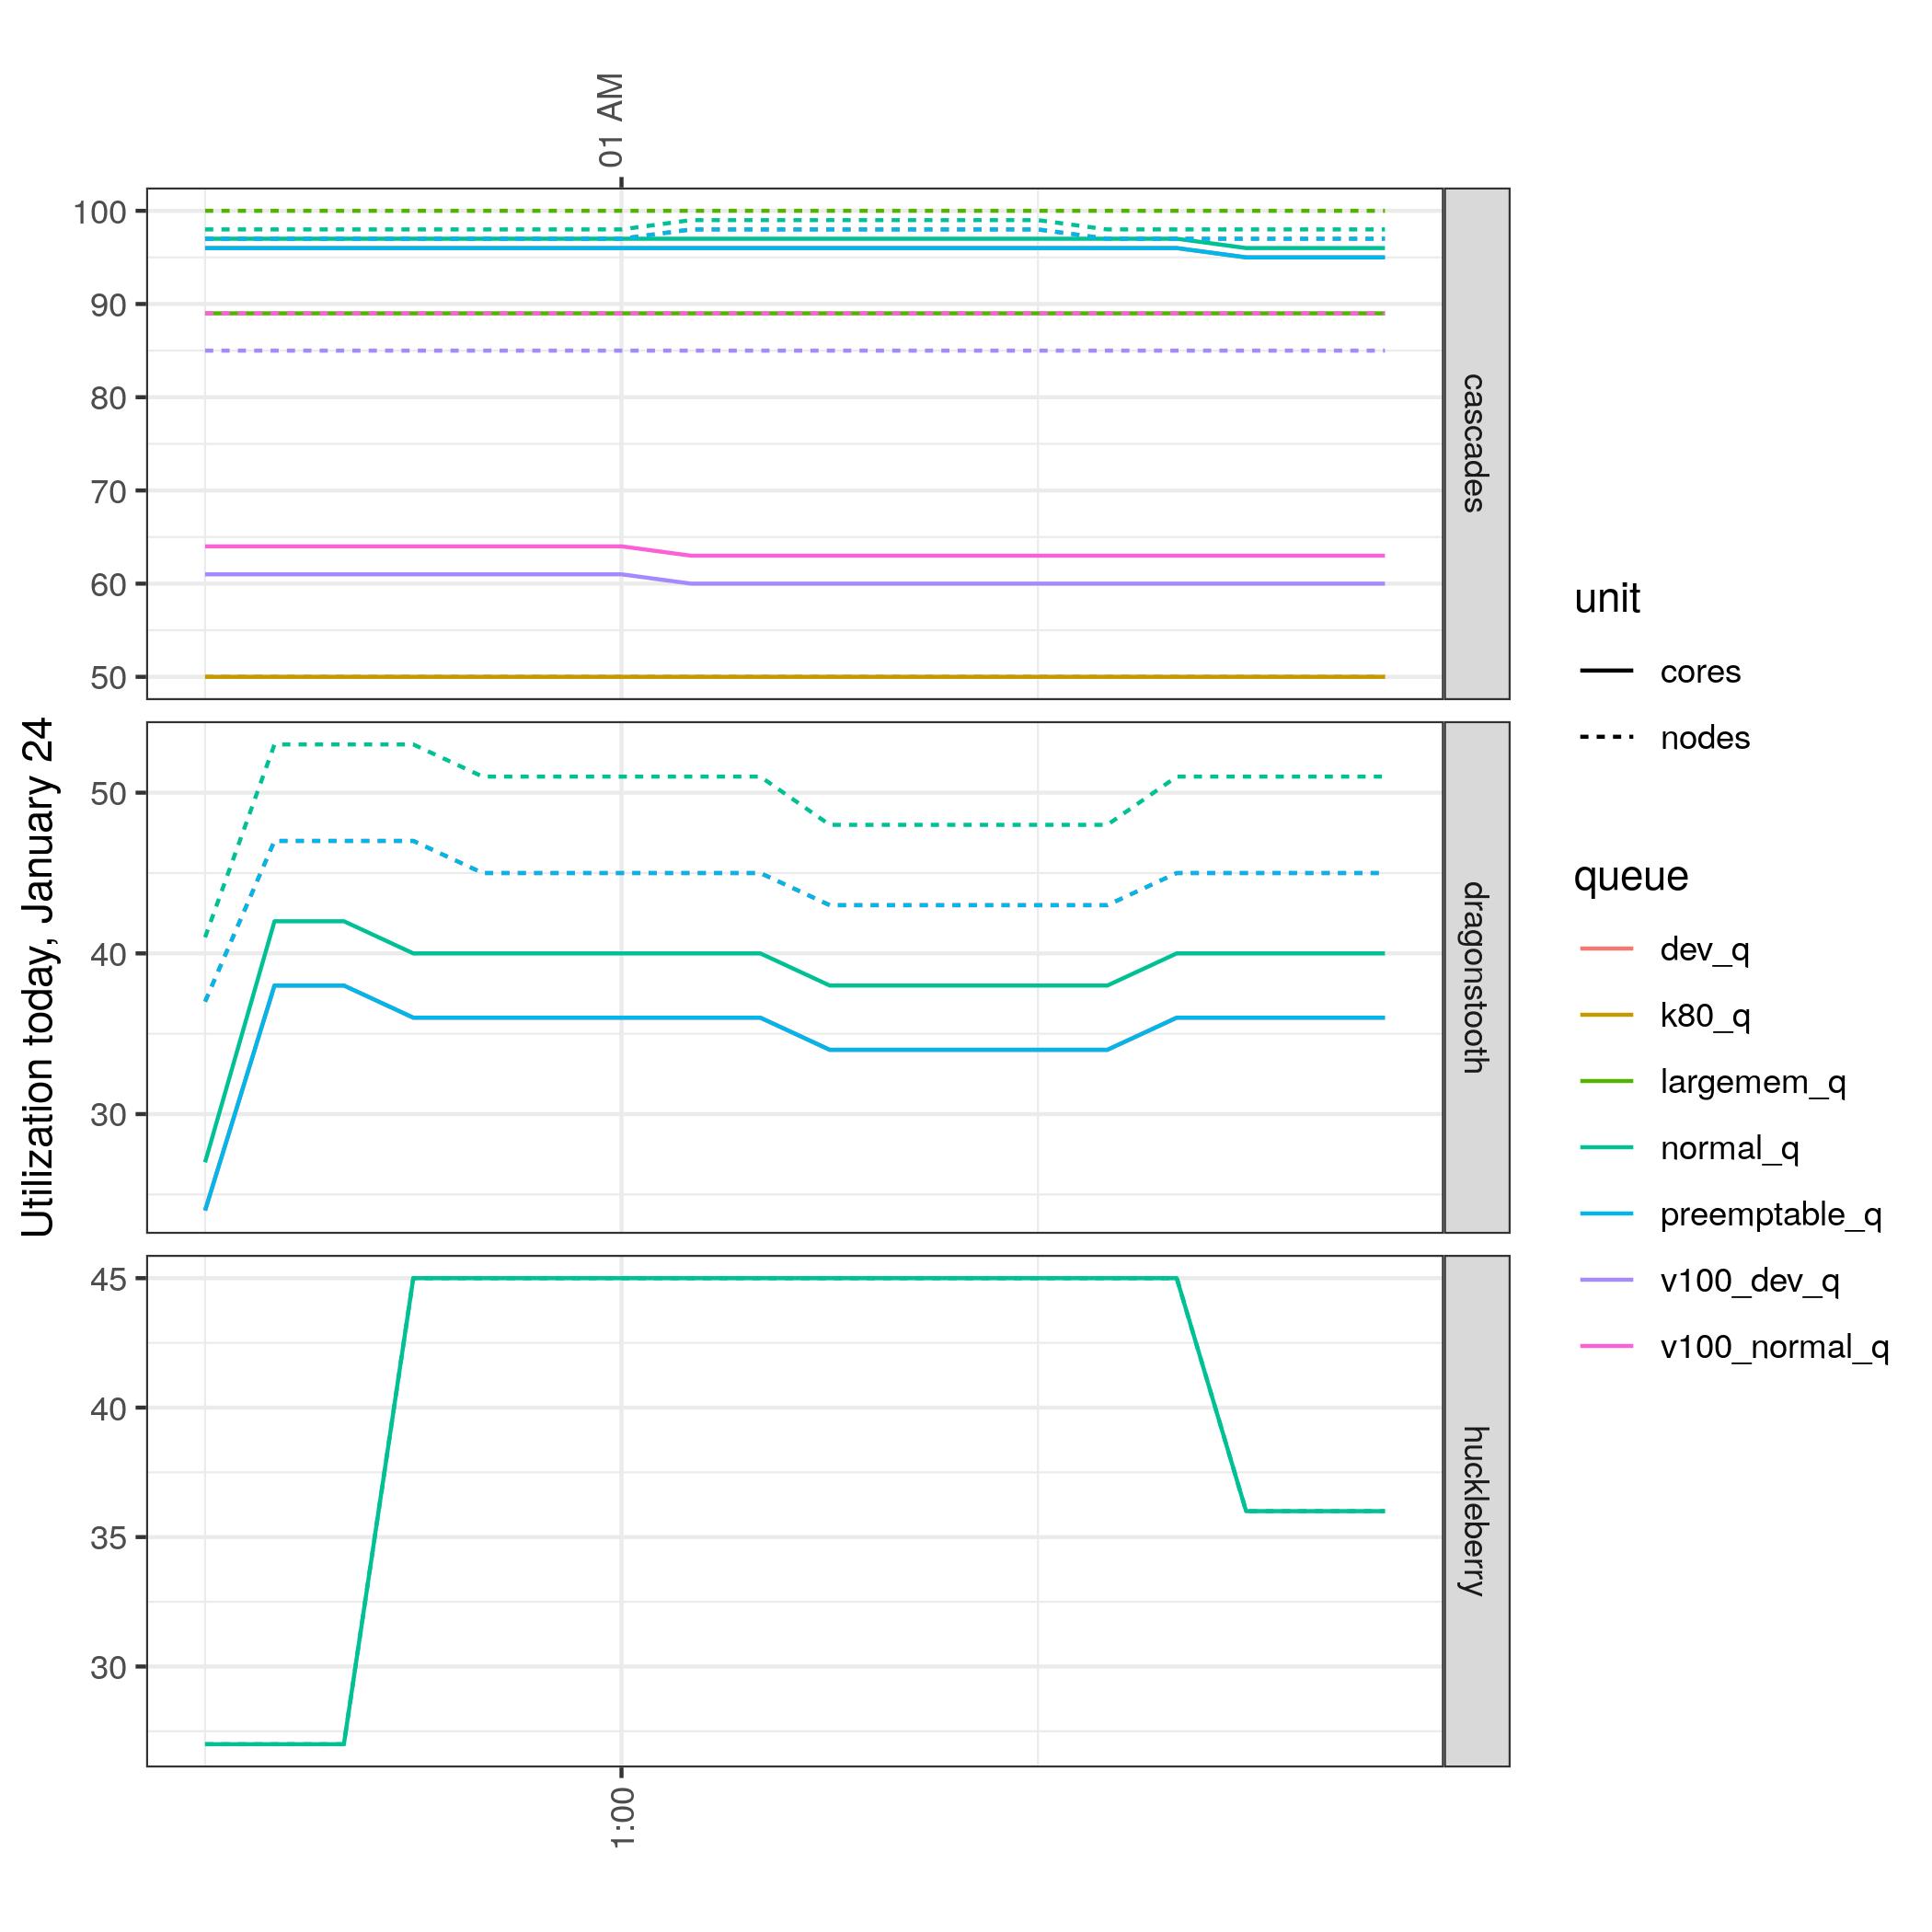 01 AM
100
90
80
70
60
50
cascades
50
40
30
dragonstooth
45
40
35
30
huckleberry
1:00
Utilization today, January 24
unit
cores
nodes
queue
dev_q
k80_q
largemem_q
normal_q
preemptable_q
v100_dev_q
v100_normal_q